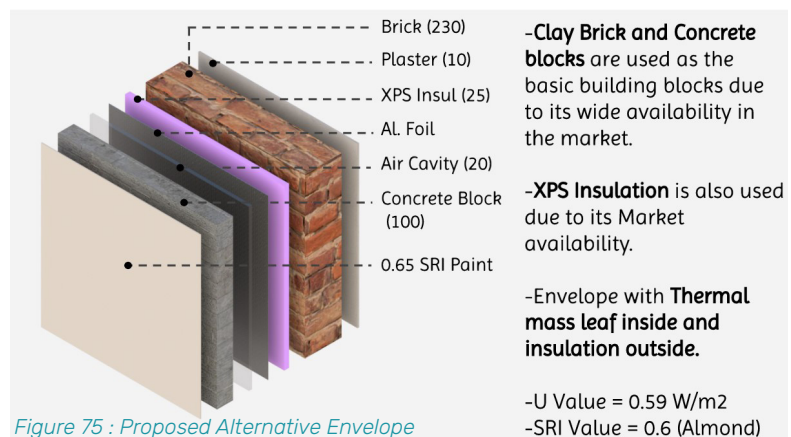 Brick (230)
Plaster (10)
XPS Insul (25)
Al. Foil
Air Cavity (20)
Concrete Block
(100)
0.65 SRI Paint
Figure 75 : Proposed Alternative Envelope
-Clay Brick and Concrete
blocks are used as the
basic building blocks due
to its wide availability in
the market.
-XPS Insulation is also used
due to its Market
availability.
-Envelope with Thermal
mass leaf inside and
insulation outside.
-U Value = 0.59 W/m2
-SRI Value = 0.6 (Almond)